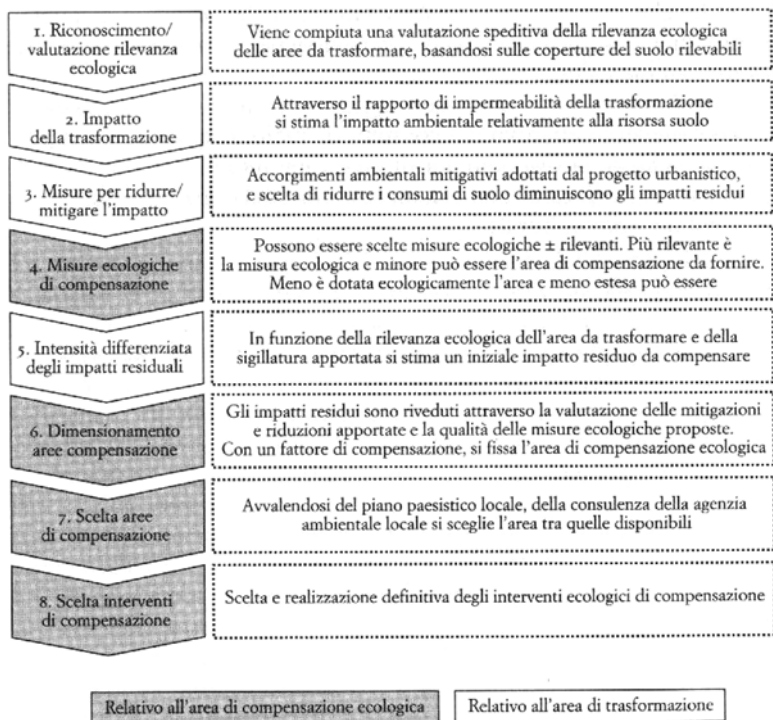 1. Riconoscimento/
valutazione rilevanza
ecologica
Viene compiuta una valutazione speditiva della rilevanza ecologica
delle aree da trasformare, basandosi sulle coperture del suolo rilevabili
2. Impatto
della trasformazione
Attraverso il rapporto di impermeabilità della trasformazione
si stima l'impatto ambientale relativamente alla risorsa suolo
3. Misure per ridurre/
mitigare l'impatto
Accorgimenti ambientali mitigativi adottati dal progetto urbanistico,
e scelta di ridurre i consumi di suolo diminuiscono gli impatti residui
4. Misure ecologiche
di compensazione
Possono essere scelte misure ecologiche ± rilevanti. Più rilevante è
la misura ecologica e minore può essere l'area di compensazione da fornire.
Meno è dotata ecologicamente l'area e meno estesa può essere
5. Intensità differenziata
degli impatti residuali
In funzione della rilevanza ecologica dell'area da trasformare e della
sigillatura apportata si stima un iniziale impatto residuo da compensare
6. Dimensionamento
aree compensazione
Gli impatti residui sono riveduti attraverso la valutazione delle mitigazioni
e riduzioni apportate e la qualità delle misure ecologiche proposte.
Con un fattore di compensazione, si fissa l'area di compensazione ecologica
7. Scelta aree
di compensazione
Avvalendosi del piano paesistico locale, della consulenza della agenzia
ambientale locale si sceglie l'area tra quelle disponibili
8. Scelta interventi
di compensazione
Scelta e realizzazione definitiva degli interventi ecologici di compensazione
Relativo all'area di compensazione ecologica
Relativo all'area di trasformazione